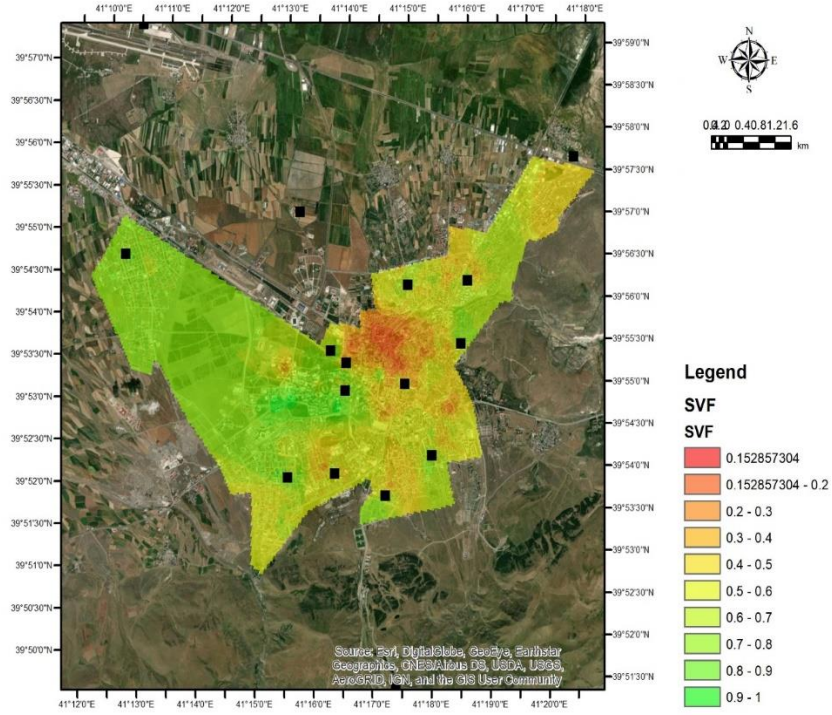 41°10'0"E 41°11'0"E 41°12'0"E 41°13'0"E 41°14'0"E 41°15'0"E 41°16'0"E 41°17'0"E 41°18'0"E
N
W E
S
km
39°57'0"N
39°56'30"N
39°56'0"N
39°55'30"N
39°55'0"N
39°54'30"N
39°54'0"N
39°53'30"N
39°53'0"N
39°52'30"N
39°52'0"N
39°51'30"N
39°51'0"N
39°50'30"N
39°50'0"N
39°59'0"N
39°58'30"N
39°58'0"N
39°57'30"N
39°57'0"N
39°56'30"N
39°56'0"N
39°55'30"N
39°55'0"N
39°54'30"N
39°54'0"N
39°53'30"N
39°53'0"N
39°52'30"N
39°52'0"N
39°51'30"N
Legend
SVF
SVF
0.152857304
0.152857304 - 0.2
0.2 - 0.3
0.3 - 0.4
0.4 - 0.5
0.5 - 0.6
0.6 - 0.7
0.7 - 0.8
0.8 - 0.9
0.9 - 1
Source: Esri, DigitalGlobe, GeoEye, Earthstar
Geographics, CNES/Airbus DS, USDA, USGS,
AeroGRID, IGN, and the GIS User Community
41°12'0"E 41°13'0"E 41°14'0"E 41°15'0"E 41°16'0"E 41°17'0"E 41°18'0"E 41°19'0"E 41°20'0"E